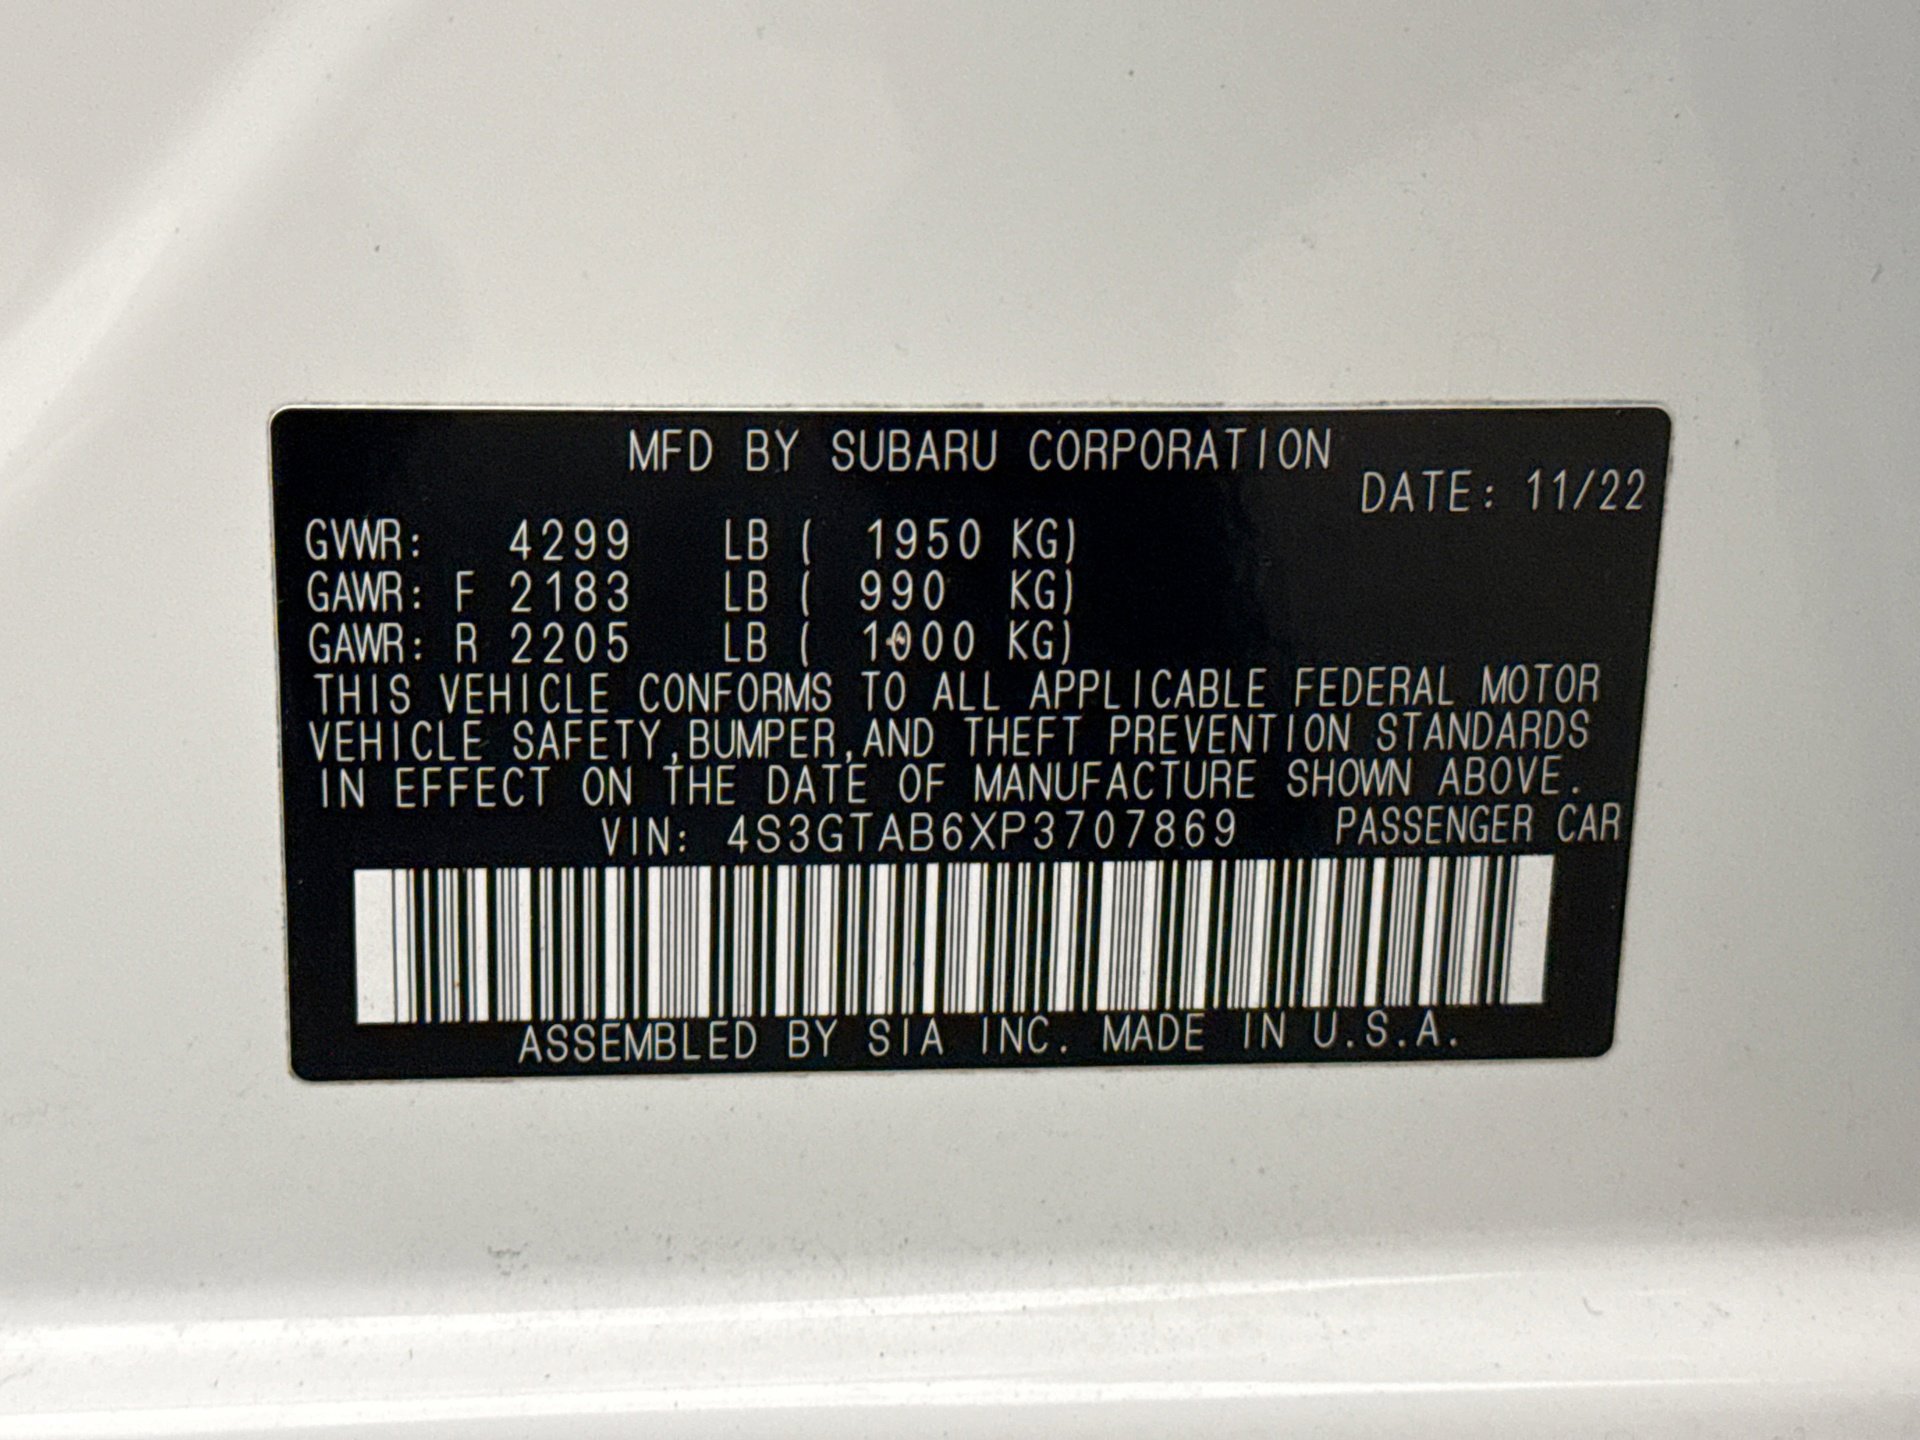 MFD BY SUBARU CORPORATION
DATE: 11/22
GVWR: 4299 LB ( 1950 KG)
GAWR: F 2183 LB ( 990 KG)
GAWR: R 2205 LB ( 1000 KG)
THIS VEHICLE CONFORMS TO ALL APPLICABLE FEDERAL MOTOR
VEHICLE SAFETY,BUMPER,AND THEFT PREVENTION STANDARDS
IN EFFECT ON THE DATE OF MANUFACTURE SHOWN ABOVE.
VIN: 4S3GTAB6XP3707869 PASSENGER CAR
ASSEMBLED BY SIA INC. MADE IN U.S.A.